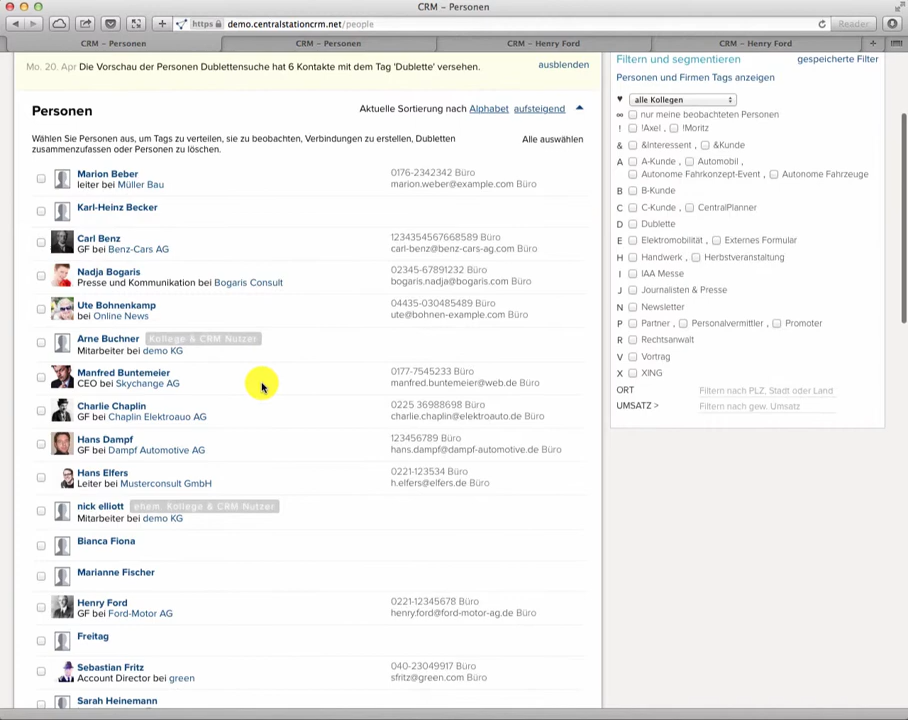 CRM – Personen
https demo.centralstationcrm.net/people
Reader
CRM – Personen
CRM – Personen
CRM – Henry Ford
CRM – Henry Ford
Mo. 20. Apr Die Vorschau der Personen Dublettensuche hat 6 Kontakte mit dem Tag 'Dublette' versehen.
ausblenden
Personen
Aktuelle Sortierung nach Alphabet aufsteigend
Wählen Sie Personen aus, um Tags zu verteilen, sie zu beobachten, Verbindungen zu erstellen, Dubletten
zusammenzufassen oder Personen zu löschen.
Alle auswählen
Marion Beber
leiter bei Müller Bau
0176-2342342 Büro
marion.weber@example.com Büro
Karl-Heinz Becker
Carl Benz
GF bei Benz-Cars AG
1234354567668589 Büro
carl-benz@benz-cars-ag.com Büro
Nadja Bogaris
Presse und Kommunikation bei Bogaris Consult
02345-67891232 Büro
bogaris.nadja@bogaris.com Büro
Ute Bohnenkamp
bei Online News
04435-030485489 Büro
ute@bohnen-example.com Büro
Arne Buchner Kollege & CRM Nutzer
Mitarbeiter bei demo KG
Manfred Buntemeier
CEO bei Skychange AG
0177-7545233 Büro
manfred.buntemeier@web.de Büro
Charlie Chaplin
GF bei Chaplin Elektroauo AG
0225 36988698 Büro
charlie.chaplin@elektroauto.de Büro
Hans Dampf
GF bei Dampf Automotive AG
123456789 Büro
hans.dampf@dampf-automotive.de Büro
Hans Elfers
Leiter bei Musterconsult GmbH
0221-123534 Büro
h.elfers@elfers.de Büro
nick elliott ehem. Kollege & CRM Nutzer
Mitarbeiter bei demo KG
Bianca Fiona
Marianne Fischer
Henry Ford
GF bei Ford-Motor AG
0221-12345678 Büro
henry.ford@ford-motor-ag.de Büro
Freitag
Sebastian Fritz
Account Director bei green
040-23049917 Büro
sfritz@green.com Büro
Sarah Heinemann
Filtern und segmentieren
gespeicherte Filter
Personen und Firmen Tags anzeigen
alle Kollegen
nur meine beobachteten Personen
! !Axel , !Moritz
& &Interessent , &Kunde
A A-Kunde , Automobil ,
Autonome Fahrkonzept-Event , Autonome Fahrzeuge
B B-Kunde
C C-Kunde , CentralPlanner
D Dublette
E Elektromobilität , Externes Formular
H Handwerk , Herbstveranstaltung
I IAA Messe
J Journalisten & Presse
N Newsletter
P Partner , Personalvermittler , Promoter
R Rechtsanwalt
V Vortrag
X XING
ORT Filtern nach PLZ, Stadt oder Land
UMSATZ > Filtern nach gew. Umsatz